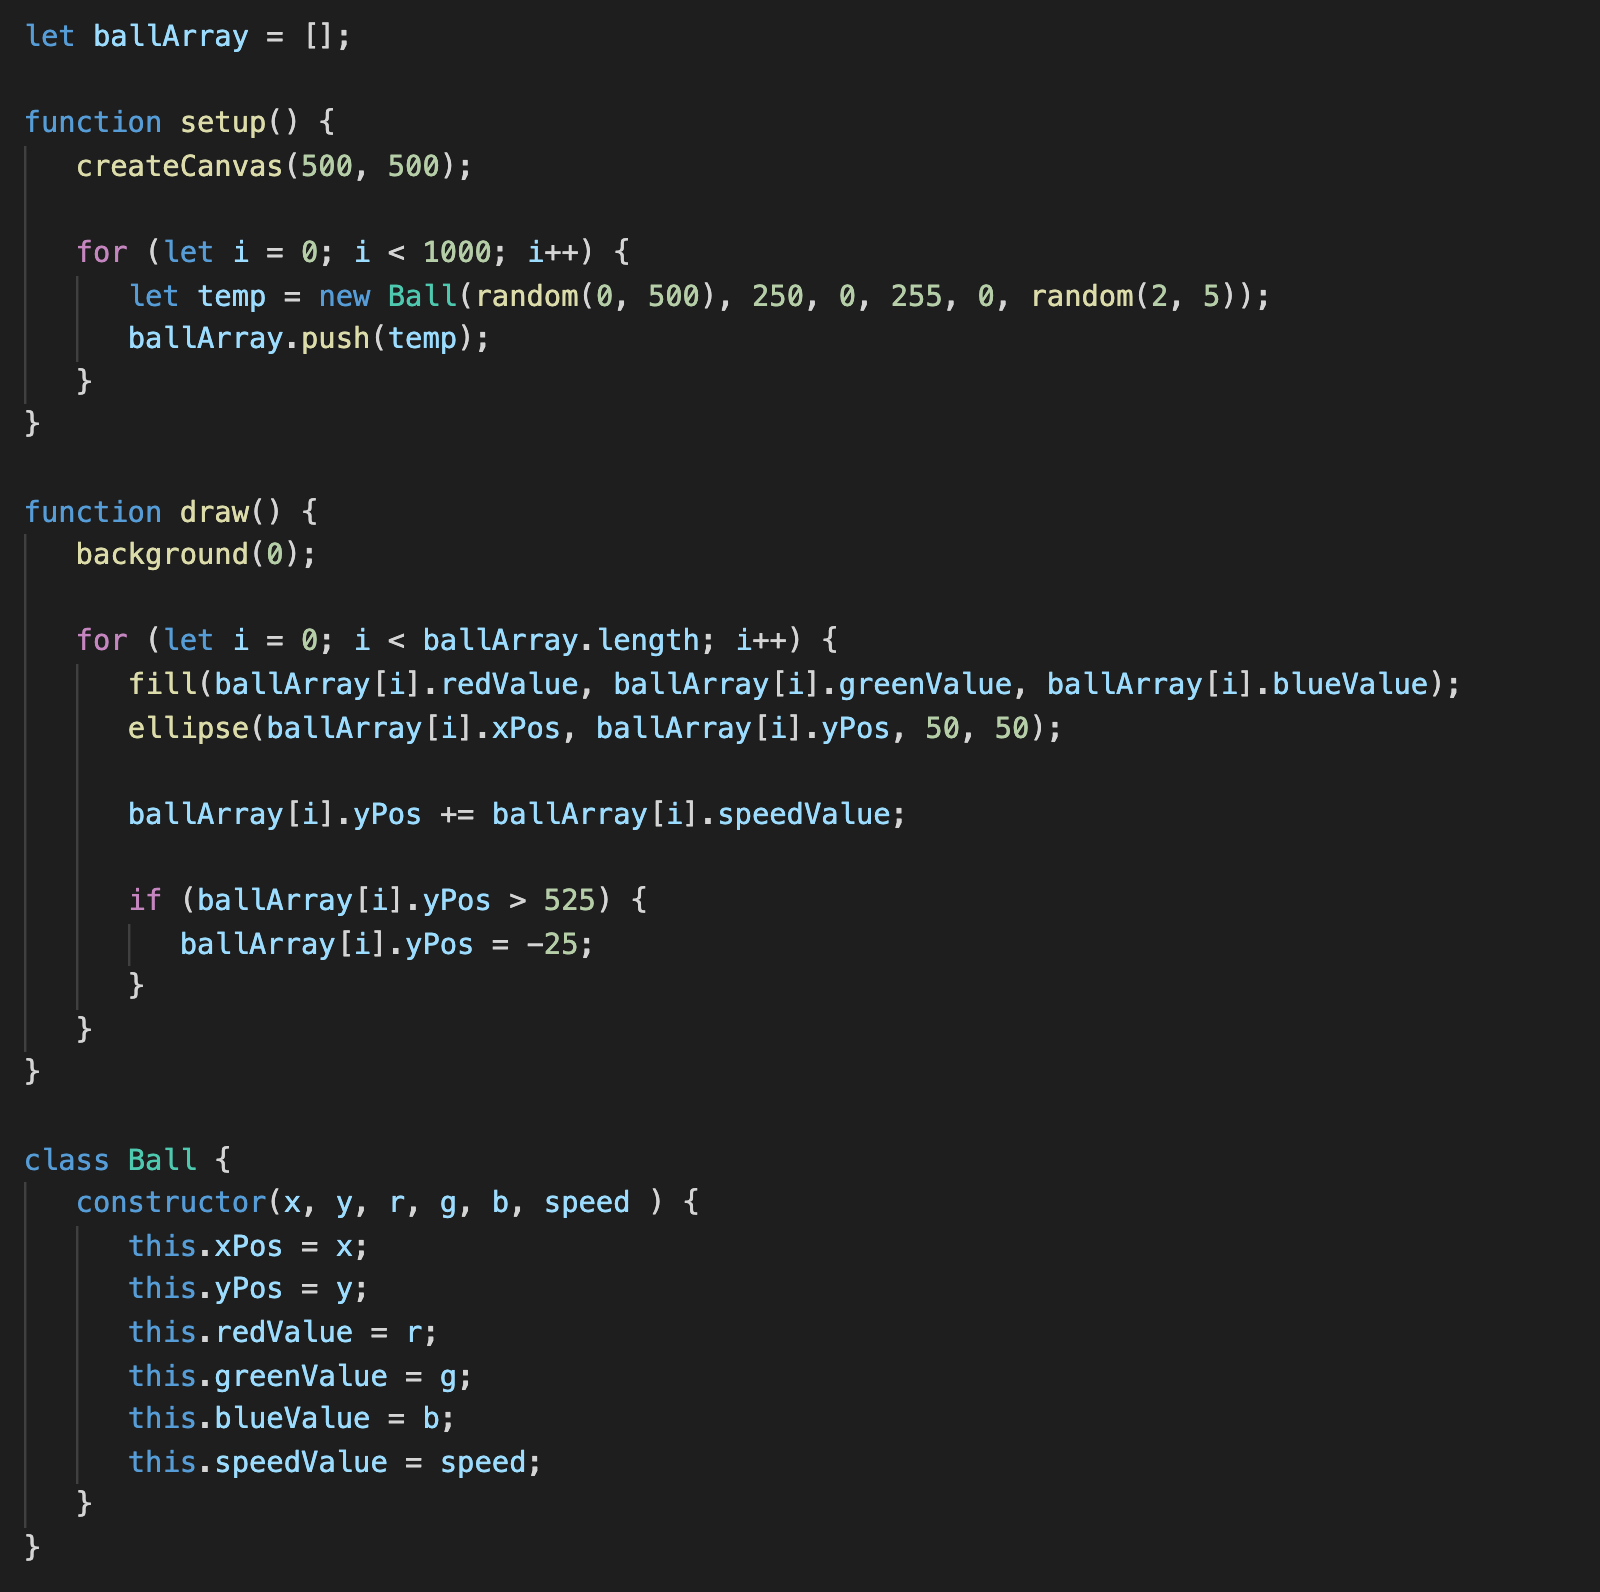 let ballArray = [];

function setup() {
   createCanvas(500, 500);

   for (let i = 0; i < 1000; i++) {
      let temp = new Ball(random(0, 500), 250, 0, 255, 0, random(2, 5));
      ballArray.push(temp);
   }
}

function draw() {
   background(0);

   for (let i = 0; i < ballArray.length; i++) {
      fill(ballArray[i].redValue, ballArray[i].greenValue, ballArray[i].blueValue);
      ellipse(ballArray[i].xPos, ballArray[i].yPos, 50, 50);

      ballArray[i].yPos += ballArray[i].speedValue;

      if (ballArray[i].yPos > 525) {
         ballArray[i].yPos = -25;
      }
   }
}

class Ball {
   constructor(x, y, r, g, b, speed ) {
      this.xPos = x;
      this.yPos = y;
      this.redValue = r;
      this.greenValue = g;
      this.blueValue = b;
      this.speedValue = speed;
   }
}